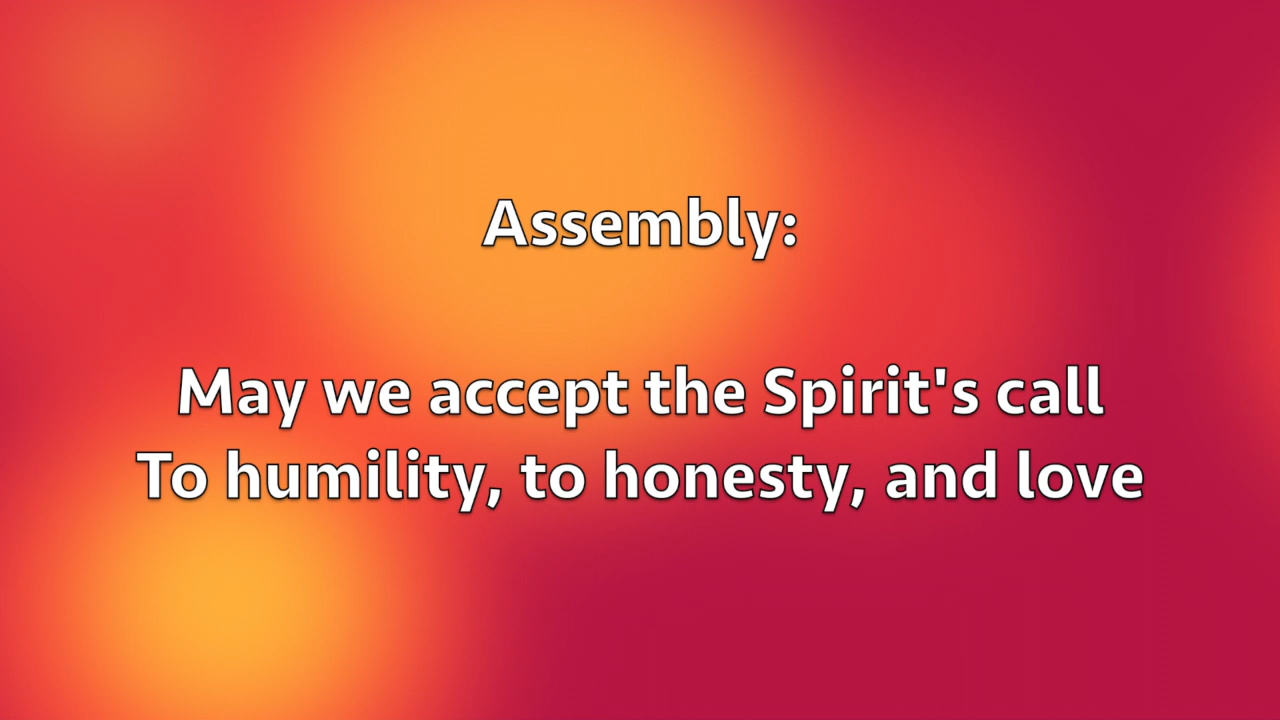 Assembly:
May we accept the Spirit's call
To humility, to honesty, and love